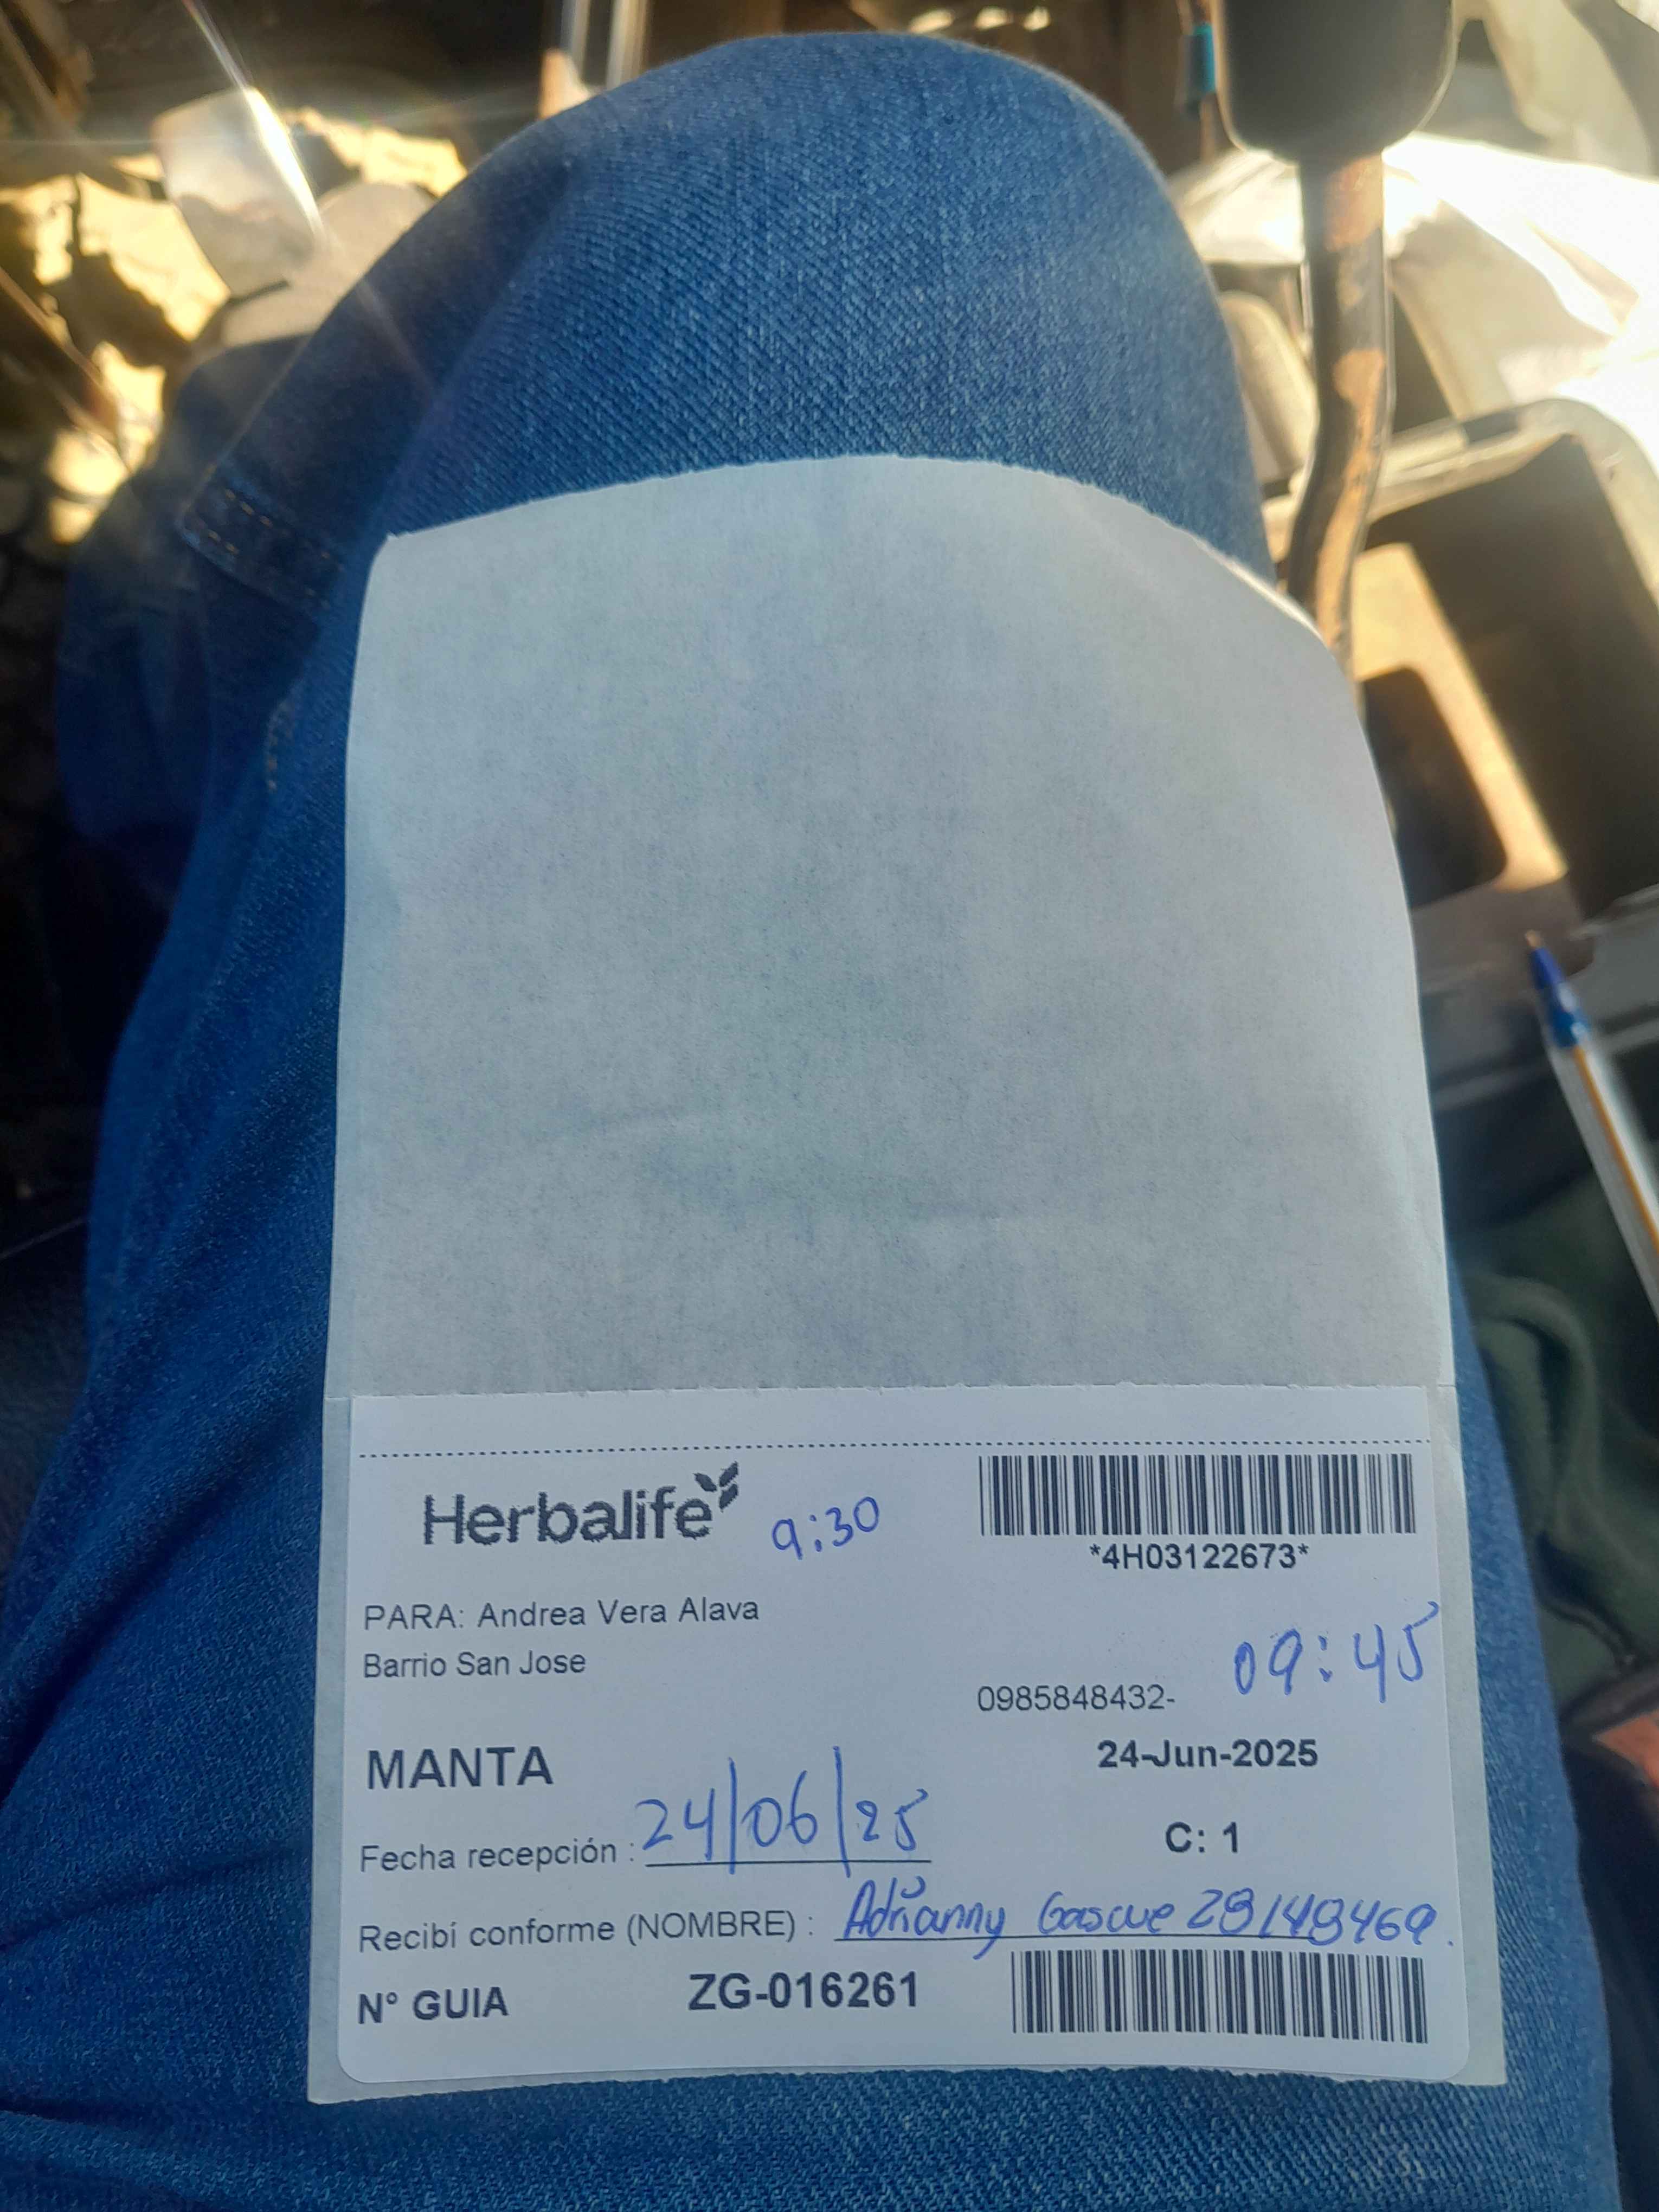 Herbalife 9:30
*4H03122673*
PARA: Andrea Vera Alava
Barrio San Jose
09:45
0985848432-
MANTA
24-Jun-2025
Fecha recepción : 24/06/25
C: 1
Recibí conforme (NOMBRE) : Adrianny Gascue 28148469.
N° GUIA ZG-016261